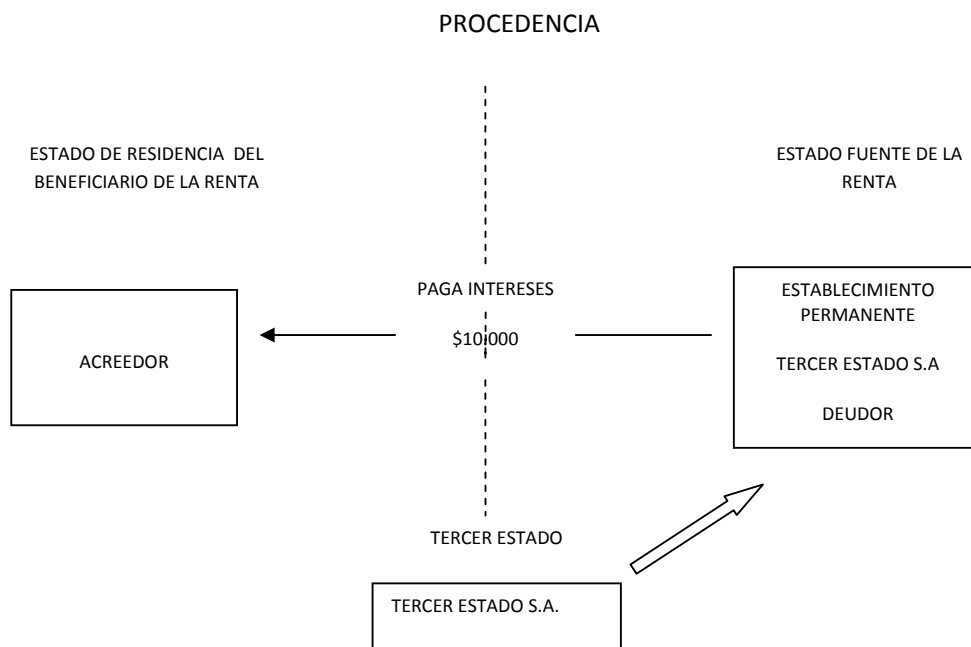 PROCEDENCIA
ESTADO DE RESIDENCIA DEL
BENEFICIARIO DE LA RENTA
ESTADO FUENTE DE LA
RENTA
PAGA INTERESES
$10.000
ACREEDOR
ESTABLECIMIENTO
PERMANENTE
TERCER ESTADO S.A
DEUDOR
TERCER ESTADO
TERCER ESTADO S.A.